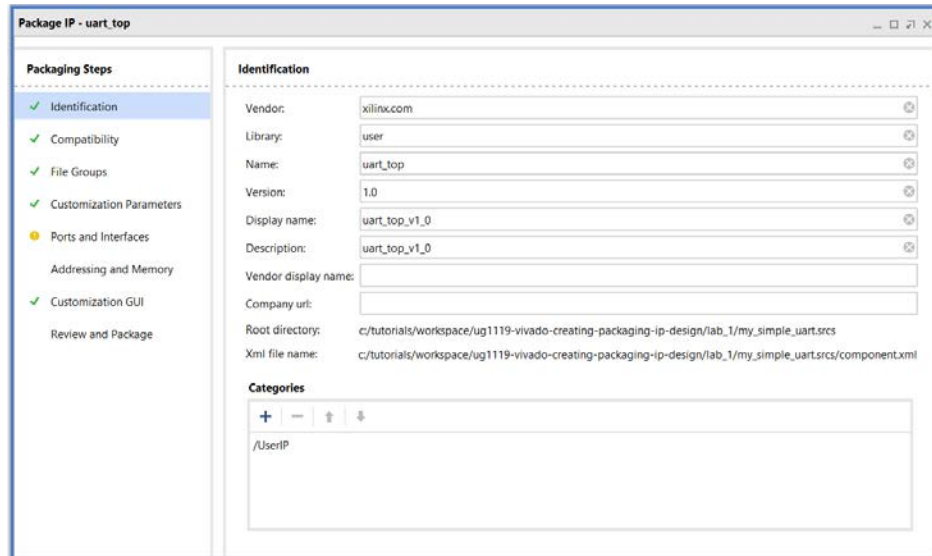 Package IP - uart_top
Packaging Steps
Identification
Compatibility
File Groups
Customization Parameters
Ports and Interfaces
Addressing and Memory
Customization GUI
Review and Package
Identification
Vendor: xilinx.com
Library: user
Name: uart_top
Version: 1.0
Display name: uart_top_v1_0
Description: uart_top_v1_0
Vendor display name:
Company url:
Root directory: c:/tutorials/workspace/ug1119-vivado-creating-packaging-ip-design/lab_1/my_simple_uart.srcs
Xml file name: c:/tutorials/workspace/ug1119-vivado-creating-packaging-ip-design/lab_1/my_simple_uart.srcs/component.xml
Categories
/UserIP